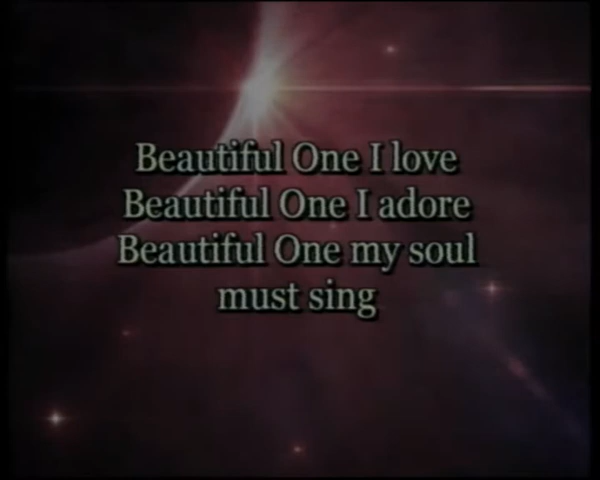 Beautiful One I love
Beautiful One I adore
Beautiful One my soul
must sing